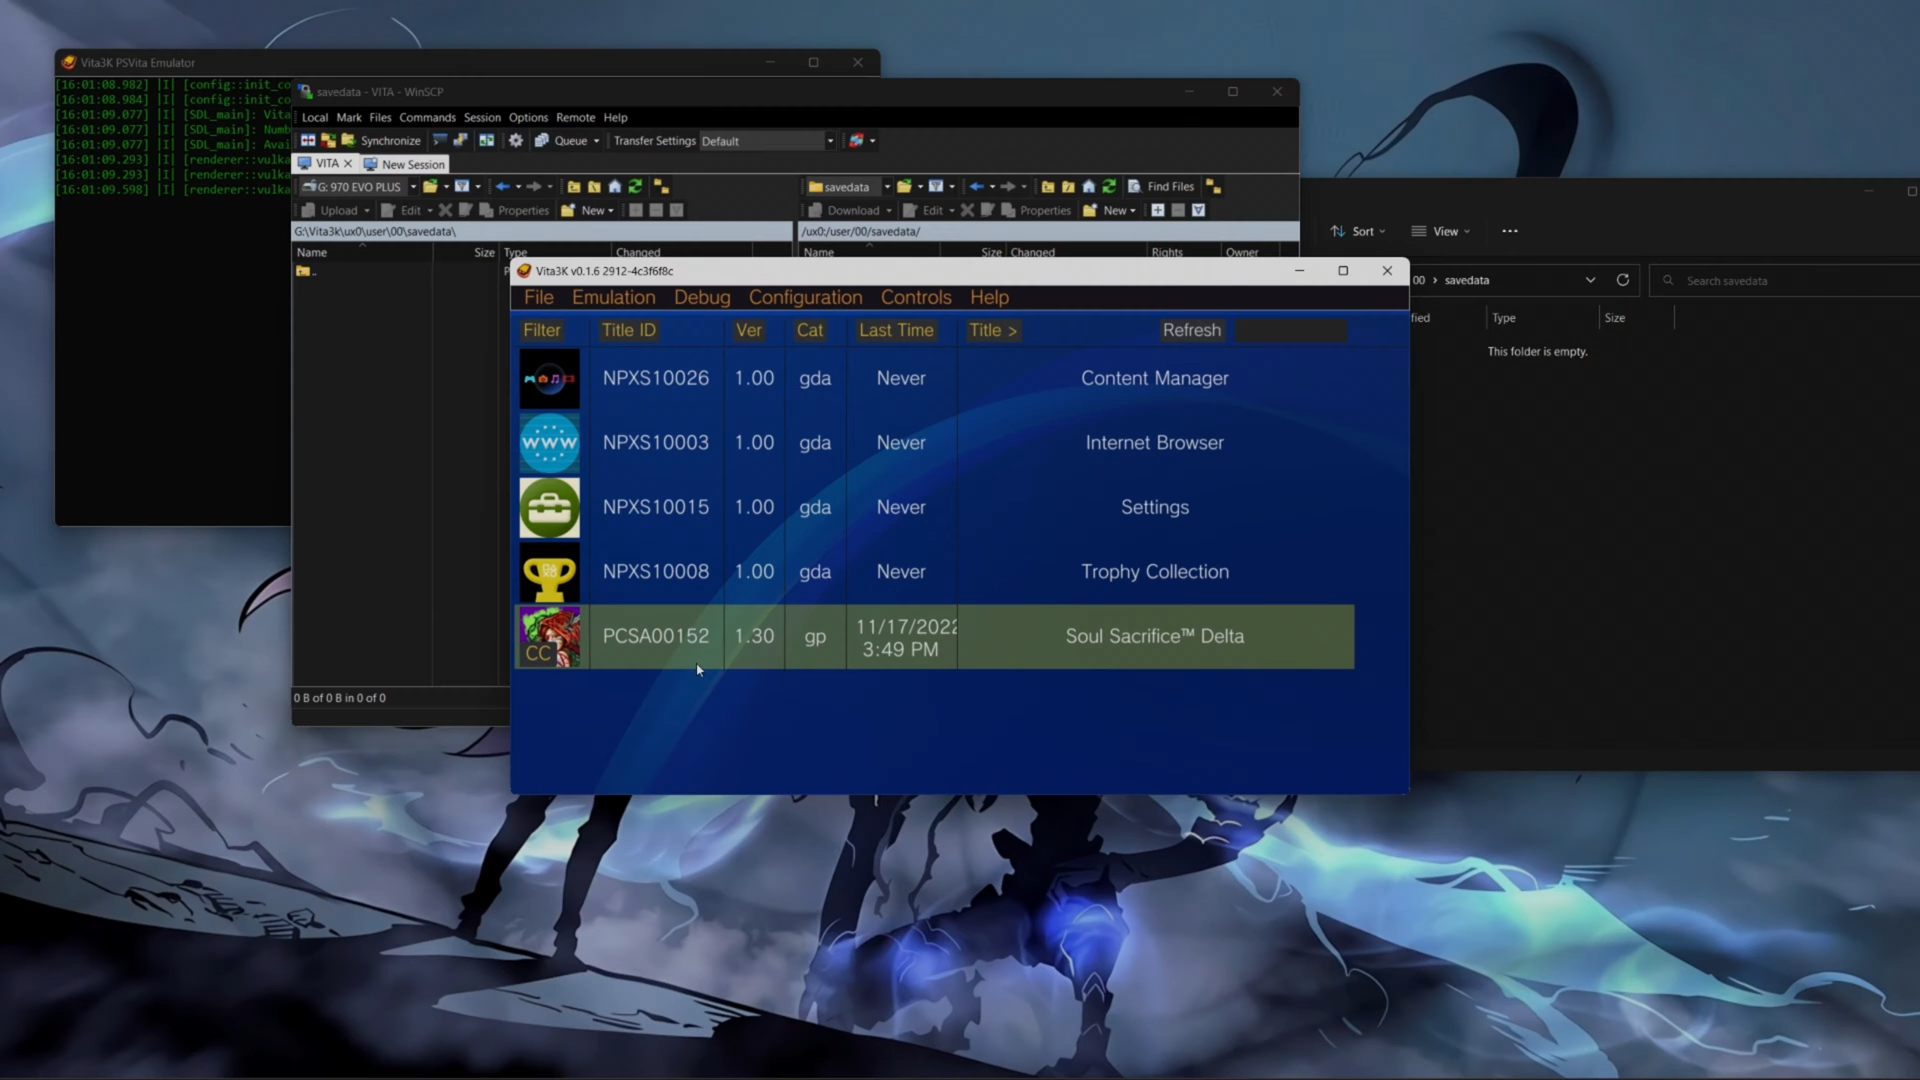 Vita3K PSVita Emulator
[16:01:08.982] |I| [config::init_co
[16:01:08.984] |I| [config::init_co
[16:01:09.077] |I| [SDL_main]: Vita
[16:01:09.077] |I| [SDL_main]: Numb
[16:01:09.077] |I| [SDL_main]: Avai
[16:01:09.293] |I| [renderer::vulka
[16:01:09.293] |I| [renderer::vulka
[16:01:09.598] |I| [renderer::vulka
savedata - VITA - WinSCP
Local Mark Files Commands Session Options Remote Help
Synchronize Queue Transfer Settings Default
VITA New Session
G: 970 EVO PLUS
savedata Find Files
Upload Edit Properties New
Download Edit Properties New
G:\Vita3k\ux0\user\00\savedata\
/ux0:/user/00/savedata/
Name Size Type Changed
Name Size Changed Rights Owner
..
0 B of 0 B in 0 of 0
Sort View ...
00 > savedata
Search savedata
fied Type Size
This folder is empty.
Vita3K v0.1.6 2912-4c3f6f8c
File Emulation Debug Configuration Controls Help
Filter Title ID Ver Cat Last Time Title > Refresh
NPXS10026 1.00 gda Never Content Manager
www NPXS10003 1.00 gda Never Internet Browser
NPXS10015 1.00 gda Never Settings
NPXS10008 1.00 gda Never Trophy Collection
CC PCSA00152 1.30 gp 11/17/2022 3:49 PM Soul Sacrifice™ Delta